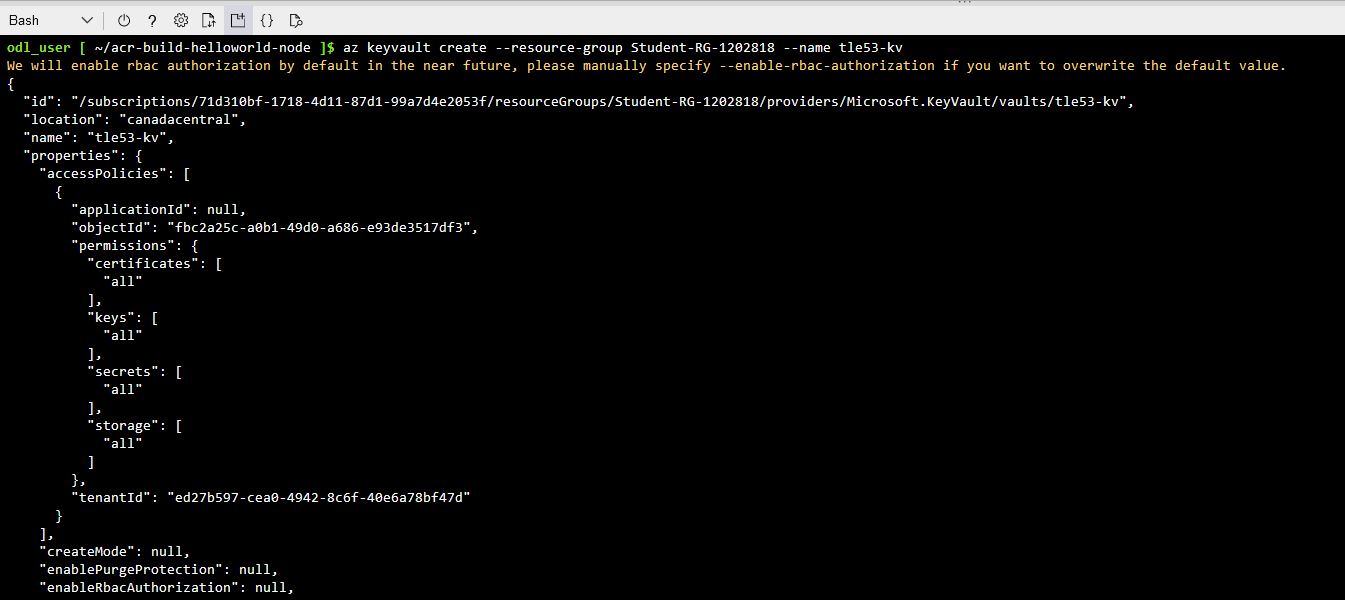 Bash
?
{}
odl_user [ ~/acr-build-helloworld-node ]$ az keyvault create --resource-group Student-RG-1202818 --name tle53-kv
We will enable rbac authorization by default in the near future, please manually specify --enable-rbac-authorization if you want to overwrite the default value.
{
  "id": "/subscriptions/71d310bf-1718-4d11-87d1-99a7d4e2053f/resourceGroups/Student-RG-1202818/providers/Microsoft.KeyVault/vaults/tle53-kv",
  "location": "canadacentral",
  "name": "tle53-kv",
  "properties": {
    "accessPolicies": [
      {
        "applicationId": null,
        "objectId": "fbc2a25c-a0b1-49d0-a686-e93de3517df3",
        "permissions": {
          "certificates": [
            "all"
          ],
          "keys": [
            "all"
          ],
          "secrets": [
            "all"
          ],
          "storage": [
            "all"
          ]
        },
        "tenantId": "ed27b597-cea0-4942-8c6f-40e6a78bf47d"
      }
    ],
    "createMode": null,
    "enablePurgeProtection": null,
    "enableRbacAuthorization": null,